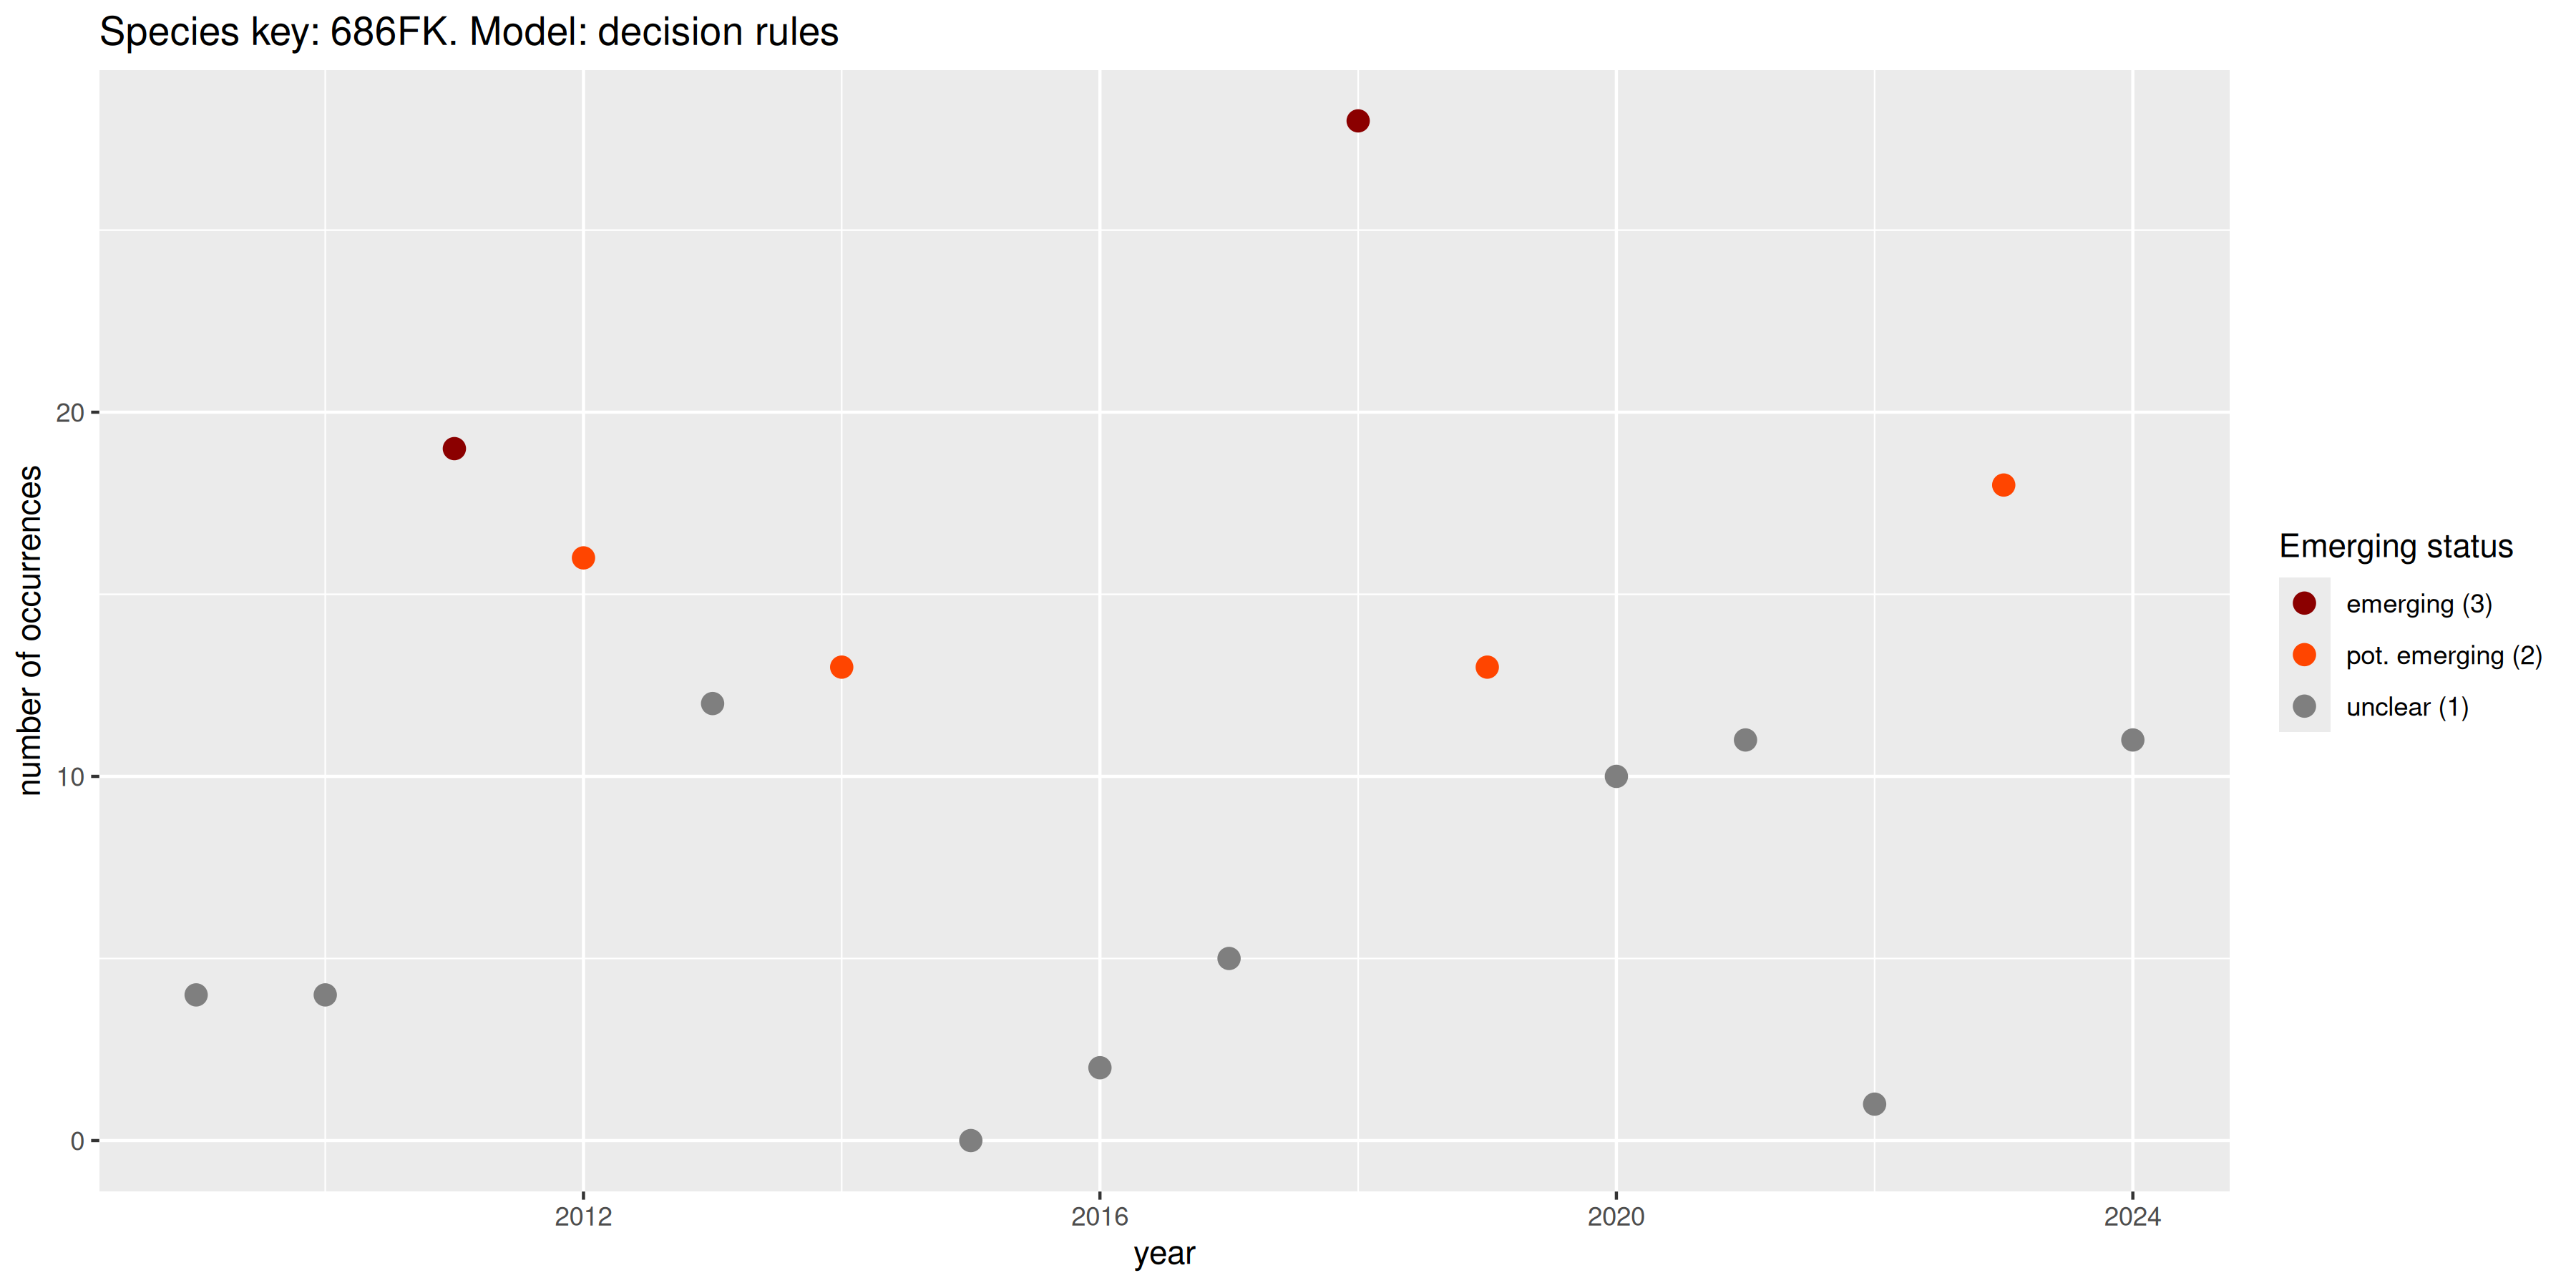 Species key: 686FK. Model: decision rules
number of occurrences
20
10
0
2012
2016
2020
2024
year
Emerging status
emerging (3)
pot. emerging (2)
unclear (1)